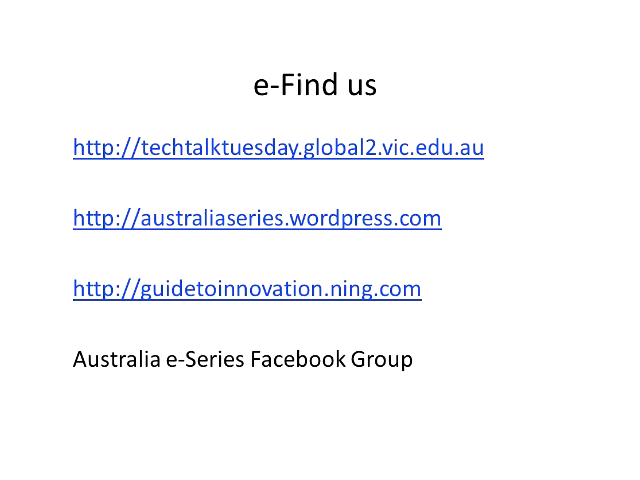 e-Find us
http://techtalktuesday.global2.vic.edu.au
http://australiaseries.wordpress.com
http://guidetoinnovation.ning.com
Australia e-Series Facebook Group